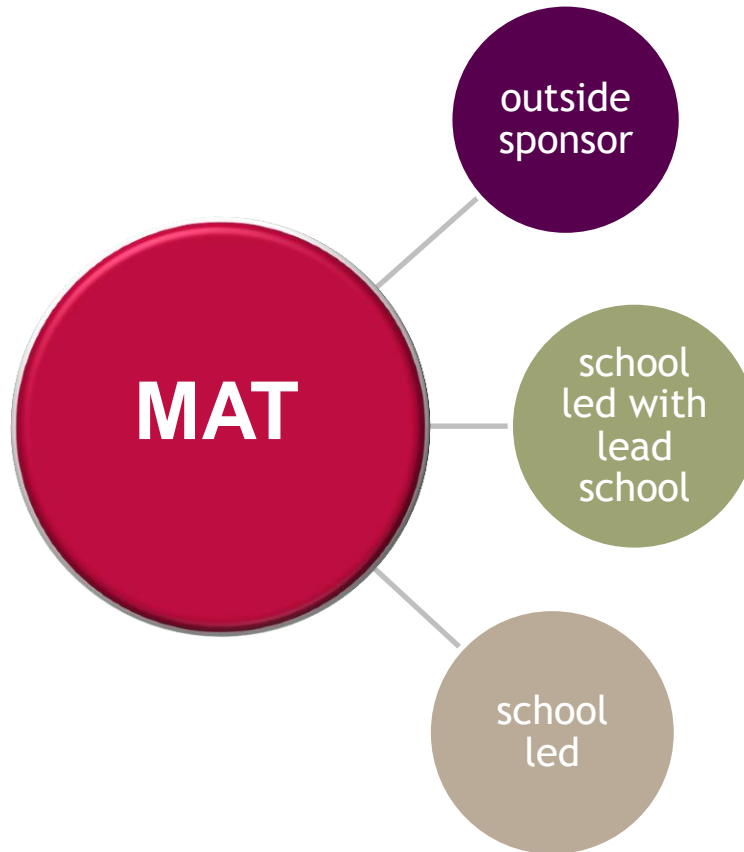 outside
sponsor
MAT
school
led with
lead
school
school
led